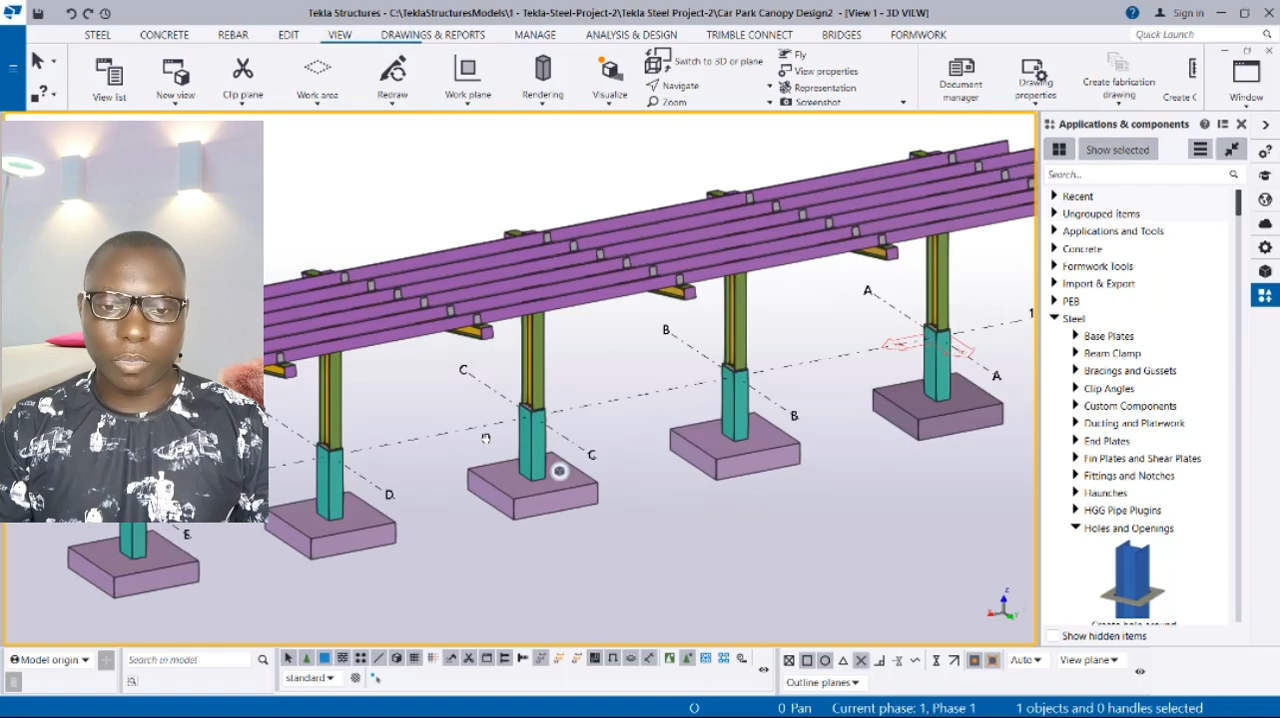 Tekla Structures - C:\TeklaStructuresModels\1 - Tekla-Steel-Project-2\Tekla Steel Project-2\Car Park Canopy Design2 - [View 1 - 3D VIEW]
Sign in
STEEL CONCRETE REBAR EDIT VIEW DRAWINGS & REPORTS MANAGE ANALYSIS & DESIGN TRIMBLE CONNECT BRIDGES FORMWORK
Quick Launch
View list
New view
Clip plane
Work area
Redraw
Work plane
Rendering
Visualize
Switch to 3D or plane
Navigate
Zoom
Fly
View properties
Representation
Screenshot
Document
manager
Drawing
properties
Create fabrication
drawing
Create C
Window
Applications & components
Show selected
Search...
Recent
Ungrouped items
Applications and Tools
Concrete
Formwork Tools
Import & Export
PEB
Steel
Base Plates
Beam Clamp
Bracings and Gussets
Clip Angles
Custom Components
Ducting and Platework
End Plates
Fin Plates and Shear Plates
Fittings and Notches
Haunches
HGG Pipe Plugins
Holes and Openings
Create hole around
Show hidden items
A
1
B
C
A
B
C
D
E
z
x
y
Model origin
Search in model
standard
Auto
View plane
Outline planes
O
0 Pan
Current phase: 1, Phase 1
1 objects and 0 handles selected